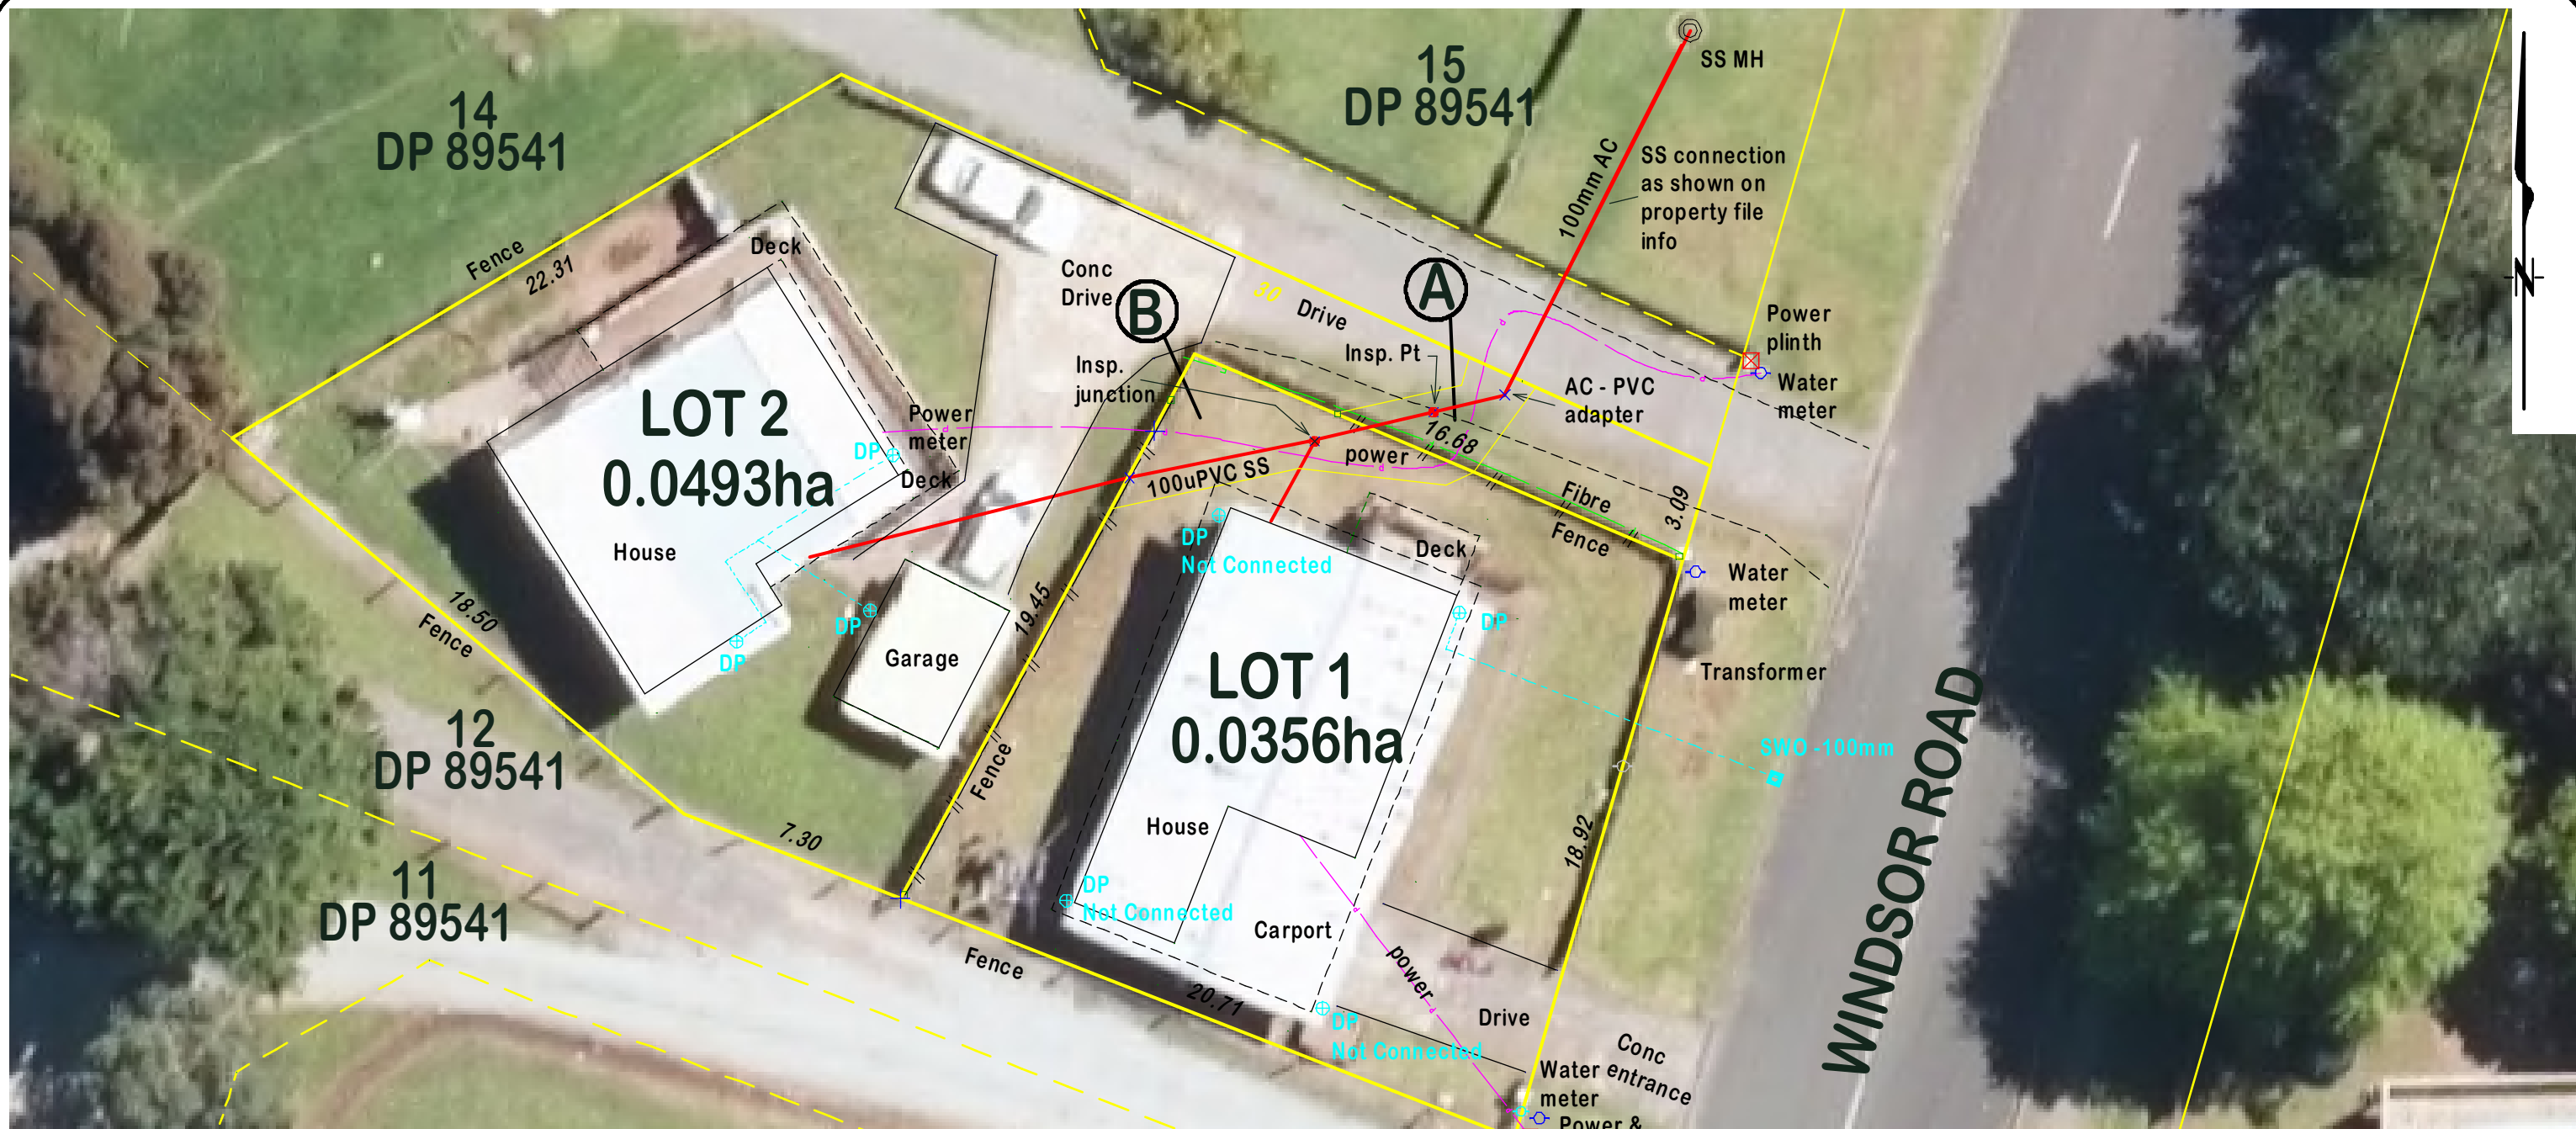 14
DP 89541
15
DP 89541
SS MH
100mm AC
SS connection
as shown on
property file
info
N
Fence
22.31
Deck
Conc
Drive
B
30
Drive
A
Insp. Pt
Power
plinth
Water
meter
Insp.
junction
AC - PVC
adapter
LOT 2
0.0493ha
Power
meter
DP
Deck
16.68
power
100uPVC SS
Fibre
Fence
3.09
House
DP
Not Connected
Deck
Water
meter
18.50
Fence
DP
DP
19.45
Garage
LOT 1
0.0356ha
DP
Transformer
12
DP 89541
SWO -100mm
WINDSOR ROAD
Fence
7.30
House
18.92
11
DP 89541
DP
Not Connected
Carport
Fence
20.71
power
DP
Not Connected
Drive
Conc
entrance
Water
meter
Power &